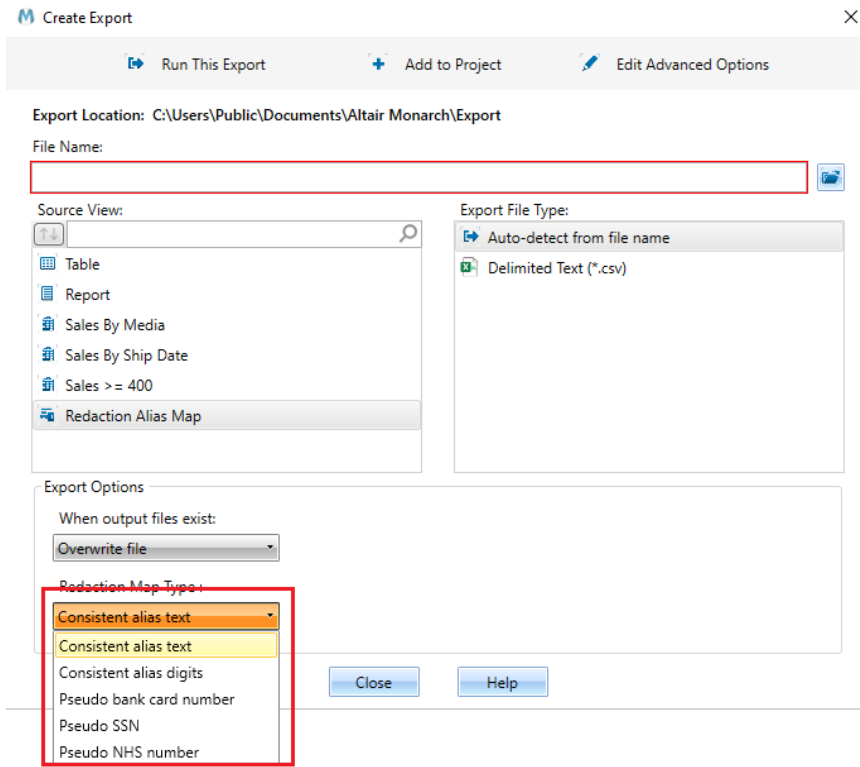 Create Export
Run This Export
Add to Project
Edit Advanced Options
Export Location: C:\Users\Public\Documents\Altair Monarch\Export
File Name:
Source View:
Table
Report
Sales By Media
Sales By Ship Date
Sales >= 400
Redaction Alias Map
Export File Type:
Auto-detect from file name
Delimited Text (*.csv)
Export Options
When output files exist:
Overwrite file
Redaction Map Type :
Consistent alias text
Consistent alias text
Consistent alias digits
Pseudo bank card number
Pseudo SSN
Pseudo NHS number
Close
Help